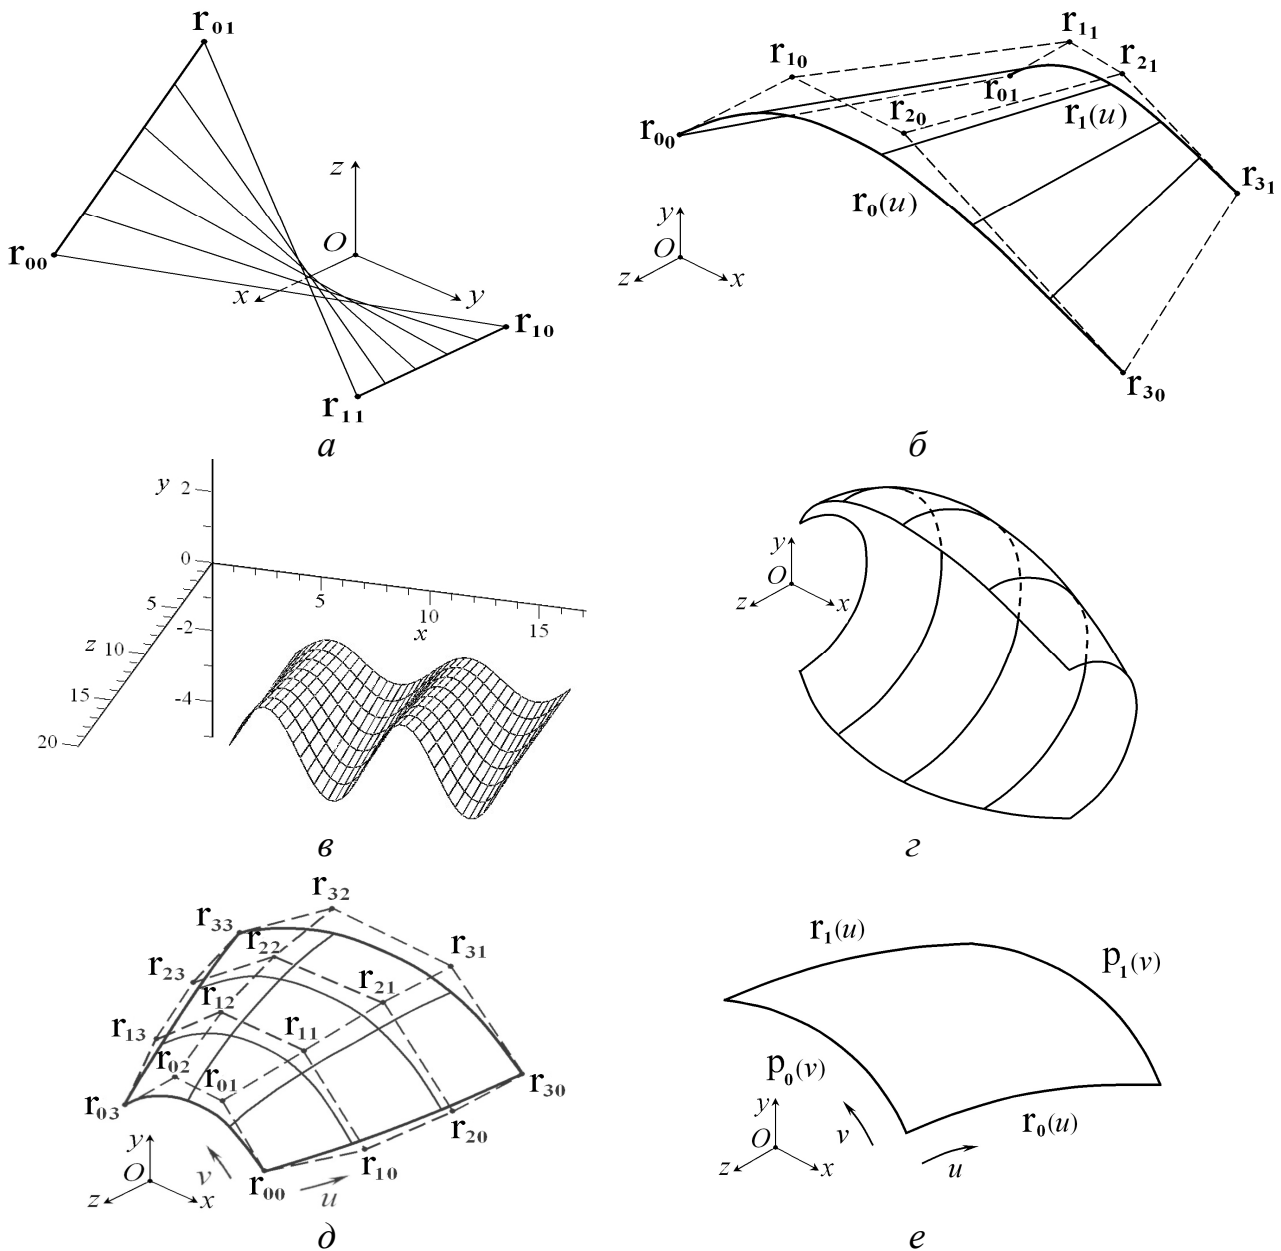 r₀₁
z
O
r₀₀
x
y
r₁₀
r₁₁
а
r₁₁
r₁₀
r₂₁
r₀₁
r₂₀
r₁(u)
r₀₀
r₃₁
r₀(u)
y
O
z
x
r₃₀
б
y 2
0
5
5
10
x
15
-2
z 10
15
-4
20
в
y
O
z
x
г
r₃₂
r₃₃
r₂₂
r₃₁
r₂₃
r₂₁
r₁₂
r₁₃
r₁₁
r₀₂
r₀₁
r₃₀
r₀₃
r₂₀
y
O
v
r₁₀
z
x
r₀₀
u
д
r₁(u)
p₁(v)
p₀(v)
y
r₀(u)
O
v
z
x
u
е